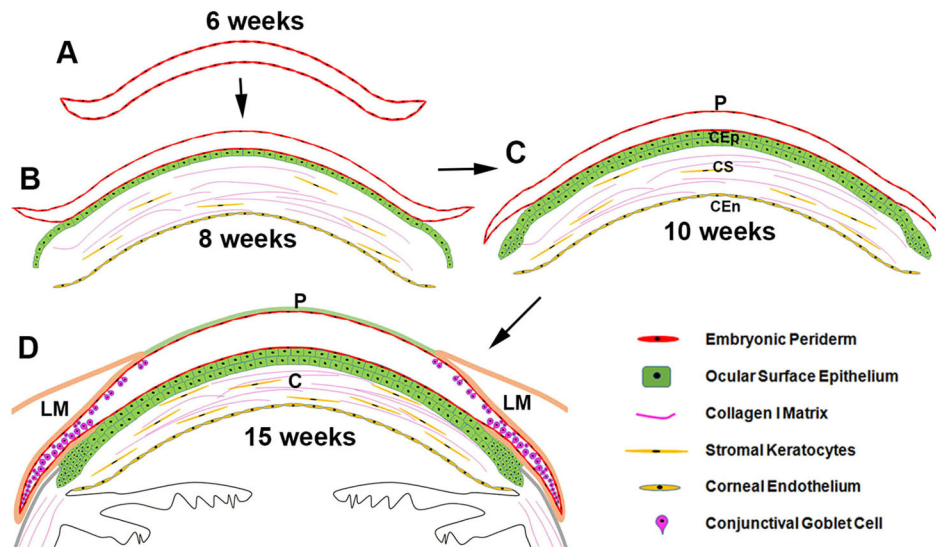 6 weeks
A
B
8 weeks
C
P
CEp
CS
CEn
10 weeks
D
P
LM
C
LM
15 weeks
Embryonic Periderm
Ocular Surface Epithelium
Collagen I Matrix
Stromal Keratocytes
Corneal Endothelium
Conjunctival Goblet Cell